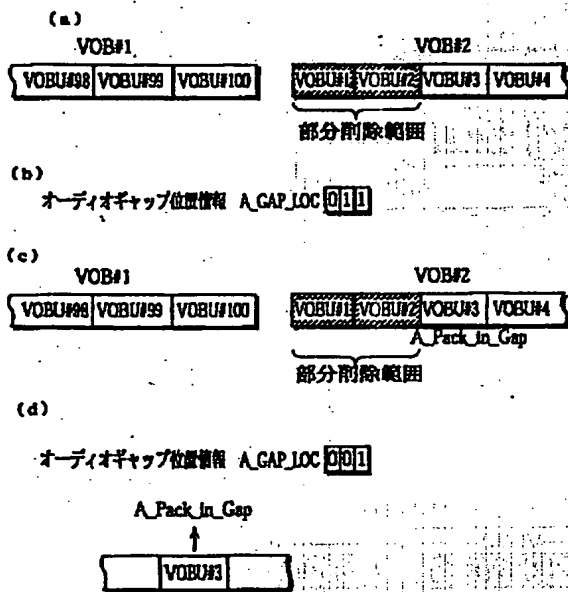 (a)
VOB#1 VOB#2
VOBU#98 VOBU#99 VOBU#100 VOBU#1 VOBU#2 VOBU#3 VOBU#4
部分削除範囲
(b)
オーディオギャップ位置情報 A_GAP_LOC 0 1 1
(c)
VOB#1 VOB#2
VOBU#98 VOBU#99 VOBU#100 VOBU#1 VOBU#2 VOBU#3 VOBU#4
A_Pack_in_Gap
部分削除範囲
(d)
オーディオギャップ位置情報 A_GAP_LOC 0 0 1
A_Pack_in_Gap
VOBU#3